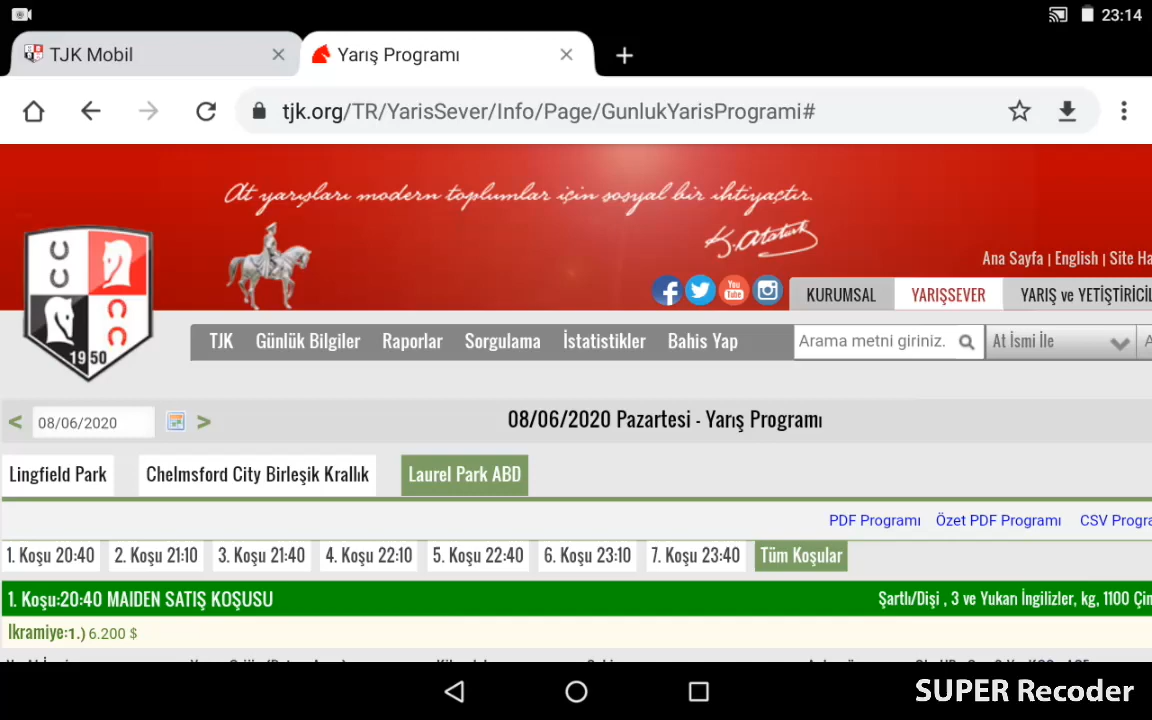 23:14
TJK Mobil
Yarış Programı
tjk.org/TR/YarisSever/Info/Page/GunlukYarisProgrami#
At yarışları modern toplumlar için sosyal bir ihtiyaçtır.
K. Atatürk
1950
Ana Sayfa | English | Site Ha
You Tube
KURUMSAL YARIŞSEVER YARIŞ ve YETİŞTİRİCİL
TJK Günlük Bilgiler Raporlar Sorgulama İstatistikler Bahis Yap Arama metni giriniz. At İsmi İle A
< 08/06/2020 > 08/06/2020 Pazartesi - Yarış Programı
Lingfield Park Chelmsford City Birleşik Krallık Laurel Park ABD
PDF Programı Özet PDF Programı CSV Progra
1. Koşu 20:40 2. Koşu 21:10 3. Koşu 21:40 4. Koşu 22:10 5. Koşu 22:40 6. Koşu 23:10 7. Koşu 23:40 Tüm Koşular
1. Koşu:20:40 MAIDEN SATIŞ KOŞUSU Şartlı/Dişi , 3 ve Yukarı İngilizler, kg, 1100 Çim
Ikramiye:1.) 6.200 $
SUPER Recoder